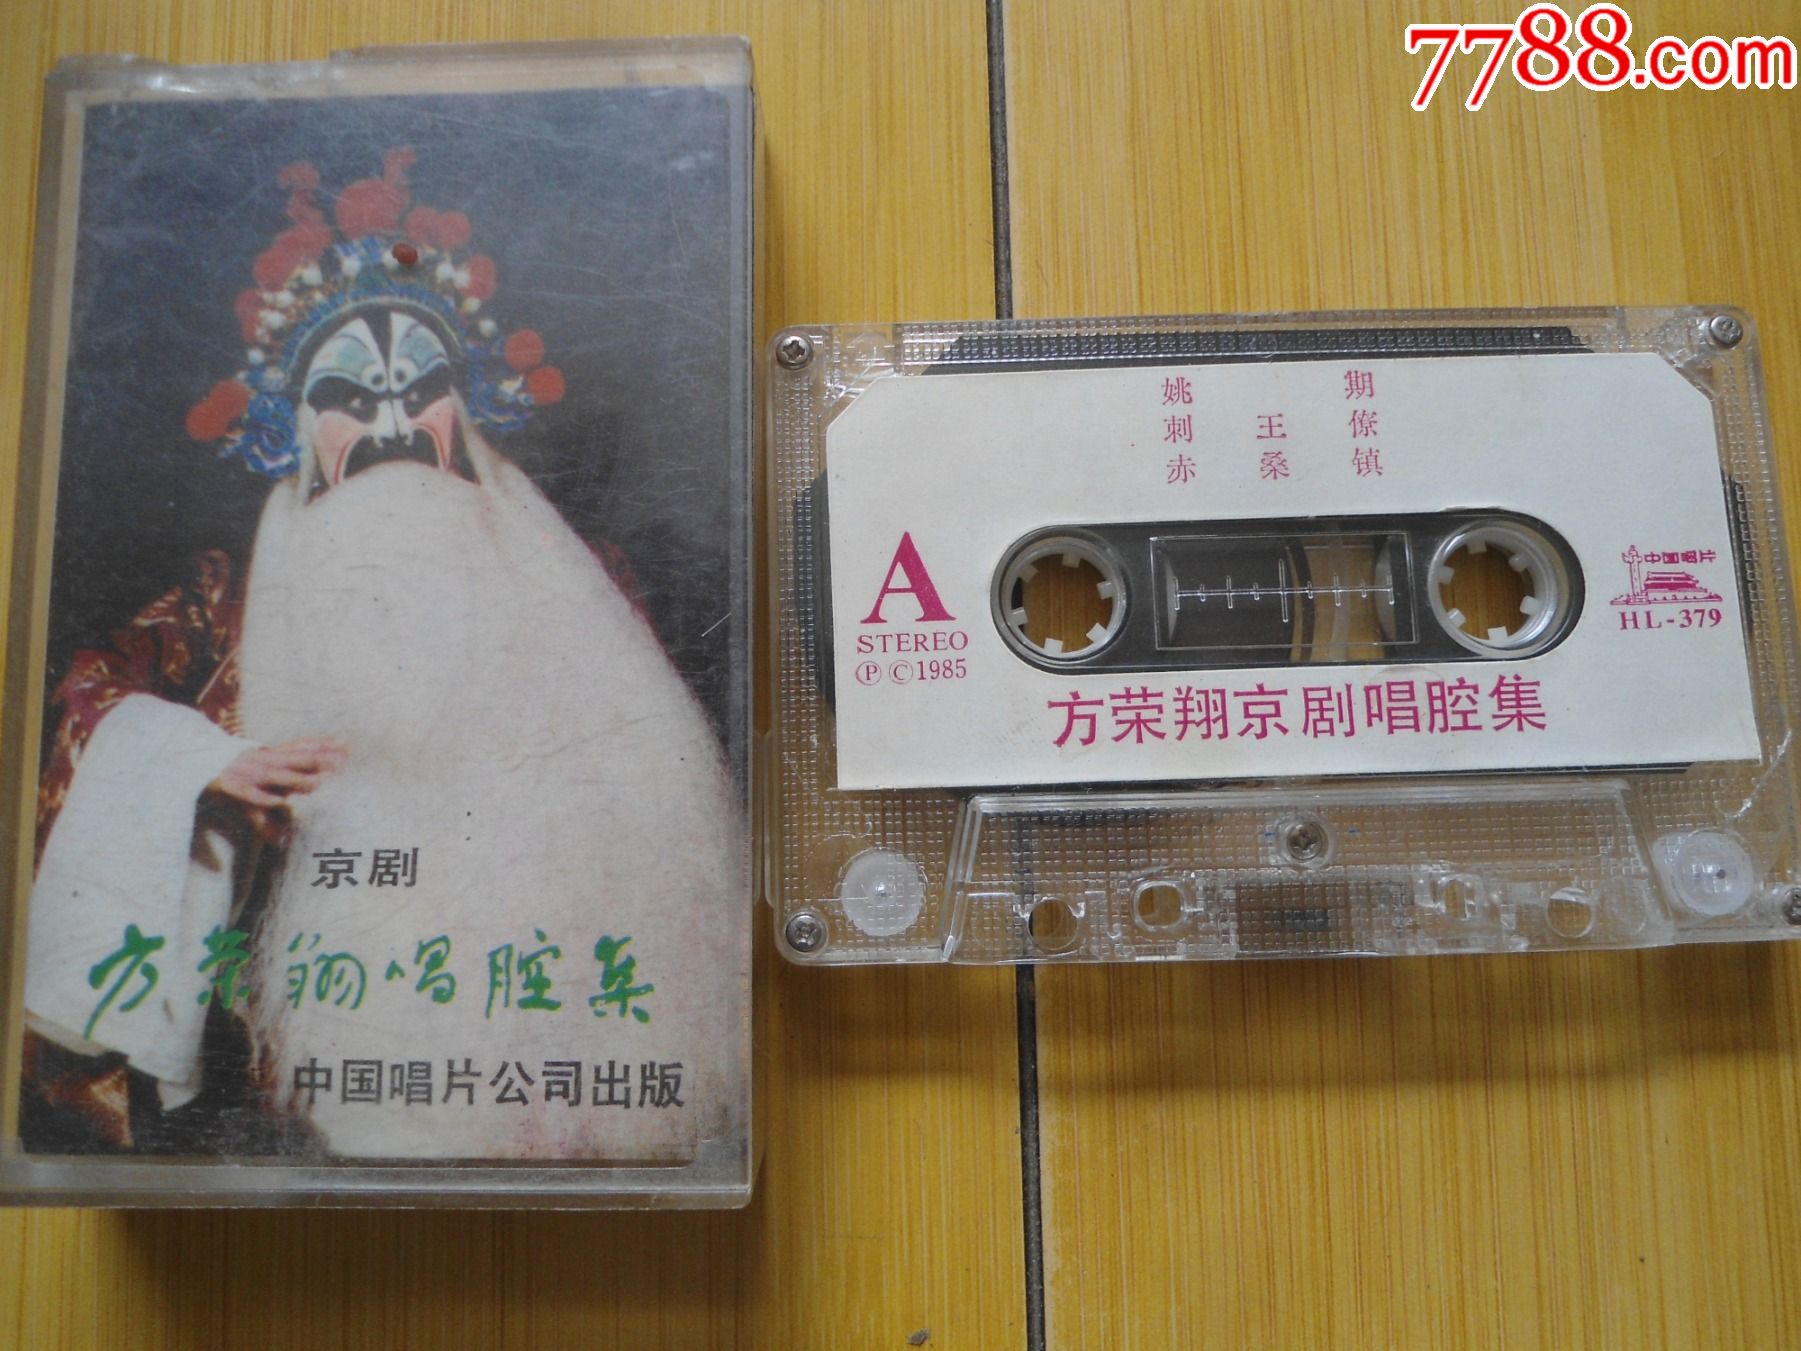 7788.com
京剧
方荣翔唱腔集
中国唱片公司出版
姚 期
刺 王 僚
赤 桑 镇
A
STEREO
Ⓟ©1985
中国唱片
HL-379
方荣翔京剧唱腔集